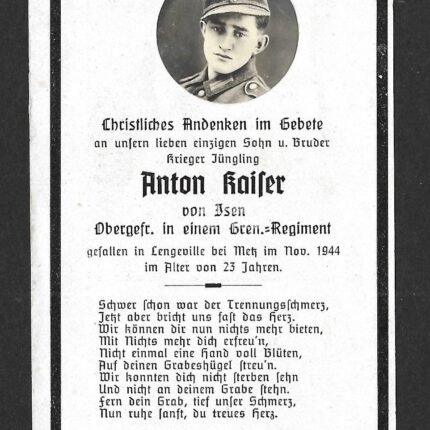 Christliches Andenken im Gebete
an unsern lieben einzigen Sohn u. Bruder
Krieger Jüngling
Anton Kaiser
von Isen
Obergefr. in einem Gren.-Regiment
gefallen in Lengeville bei Metz im Nov. 1944
im Alter von 23 Jahren.
Schwer schon war der Trennungsschmerz,
Jetzt aber bricht uns fast das Herz.
Wir können dir nun nichts mehr bieten,
Mit Nichts mehr dich erfreu'n,
Nicht einmal eine Hand voll Blüten,
Auf deinen Grabeshügel streu'n.
Wir konnten dich nicht sterben sehn
Und nicht an deinem Grabe stehn.
Fern dein Grab, tief unser Schmerz,
Nun ruhe sanft, du treues Herz.